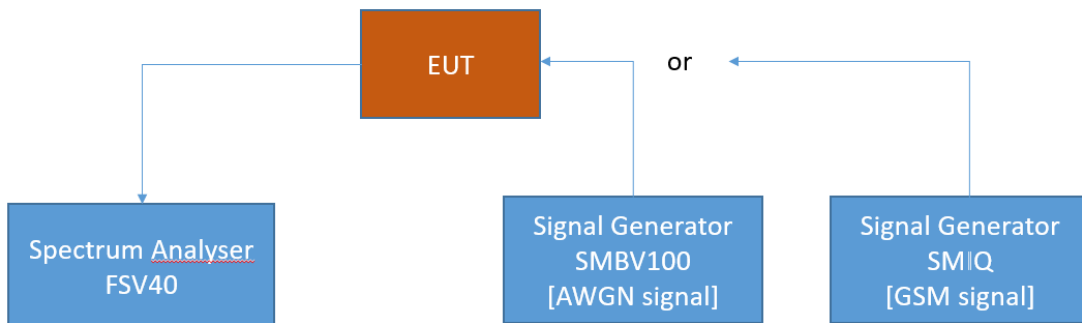 EUT
or
Spectrum Analyser
FSV40
Signal Generator
SMBV100
[AWGN signal]
Signal Generator
SMIQ
[GSM signal]